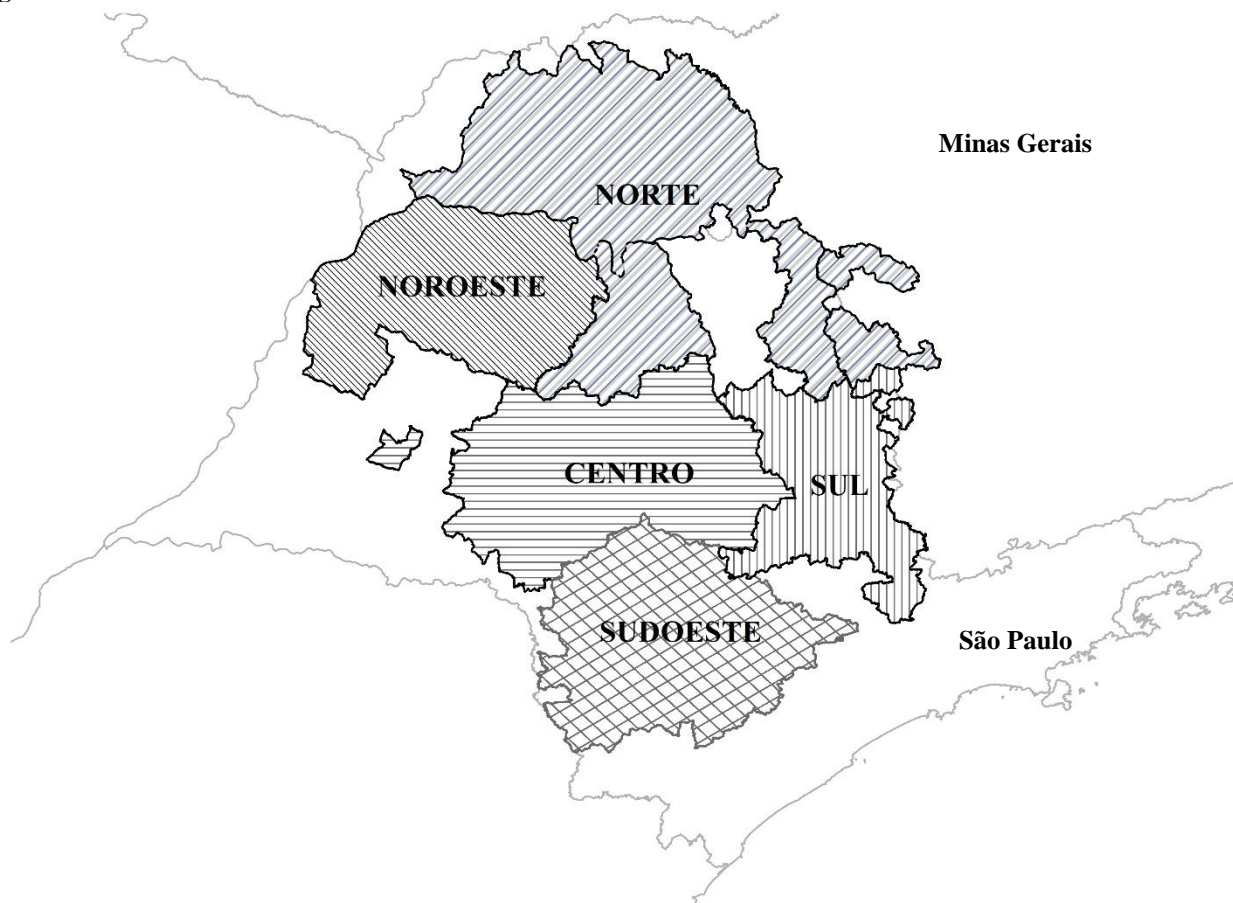 Minas Gerais
NORTE
NOROESTE
CENTRO
SUL
SUDOESTE
São Paulo